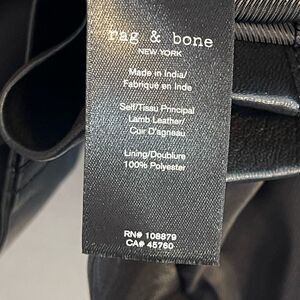 rag & bone
NEW YORK
Made in India/
Fabrique en Inde
Self/Tissu Principal
Lamb Leather/
Cuir D'agneau
Lining/Doublure
100% Polyester
RN# 108879
CA# 45760